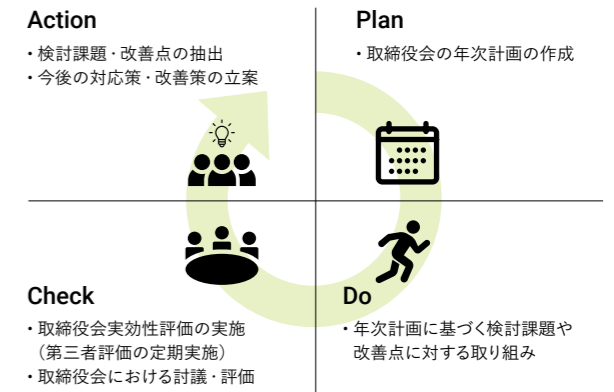 Action
・検討課題・改善点の抽出
・今後の対応策・改善策の立案
Plan
・取締役会の年次計画の作成
Check
・取締役会実効性評価の実施
（第三者評価の定期実施）
・取締役会における討議・評価
Do
・年次計画に基づく検討課題や
改善点に対する取り組み